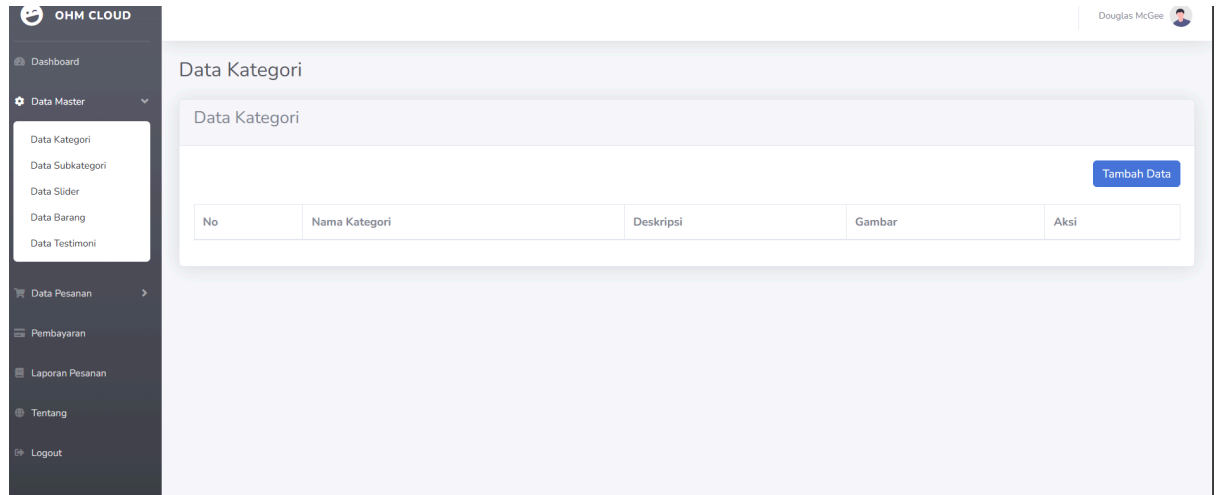 OHM CLOUD
Douglas McGee
Dashboard
Data Master
Data Kategori
Data Subkategori
Data Slider
Data Barang
Data Testimoni
Data Pesanan
Pembayaran
Laporan Pesanan
Tentang
Logout
Data Kategori
Data Kategori
Tambah Data
No Nama Kategori Deskripsi Gambar Aksi